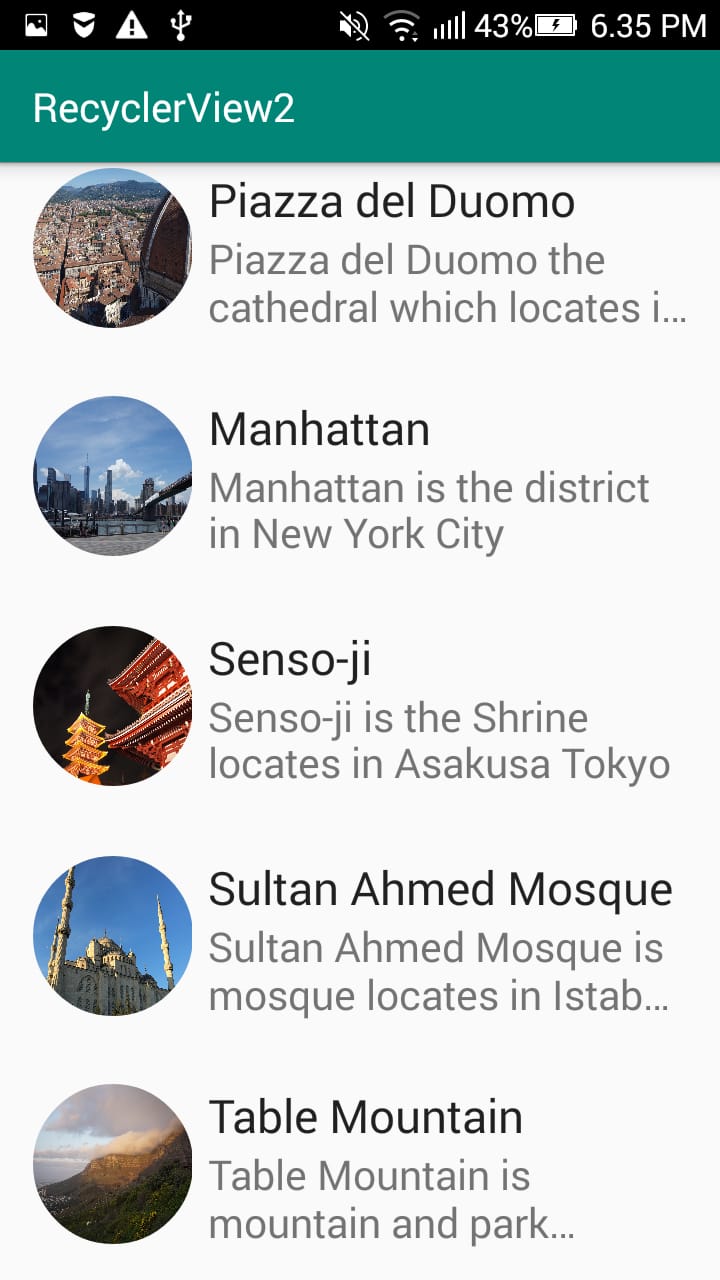 43% 6.35 PM
RecyclerView2
Piazza del Duomo
Piazza del Duomo the
cathedral which locates i...
Manhattan
Manhattan is the district
in New York City
Senso-ji
Senso-ji is the Shrine
locates in Asakusa Tokyo
Sultan Ahmed Mosque
Sultan Ahmed Mosque is
mosque locates in Istab...
Table Mountain
Table Mountain is
mountain and park...